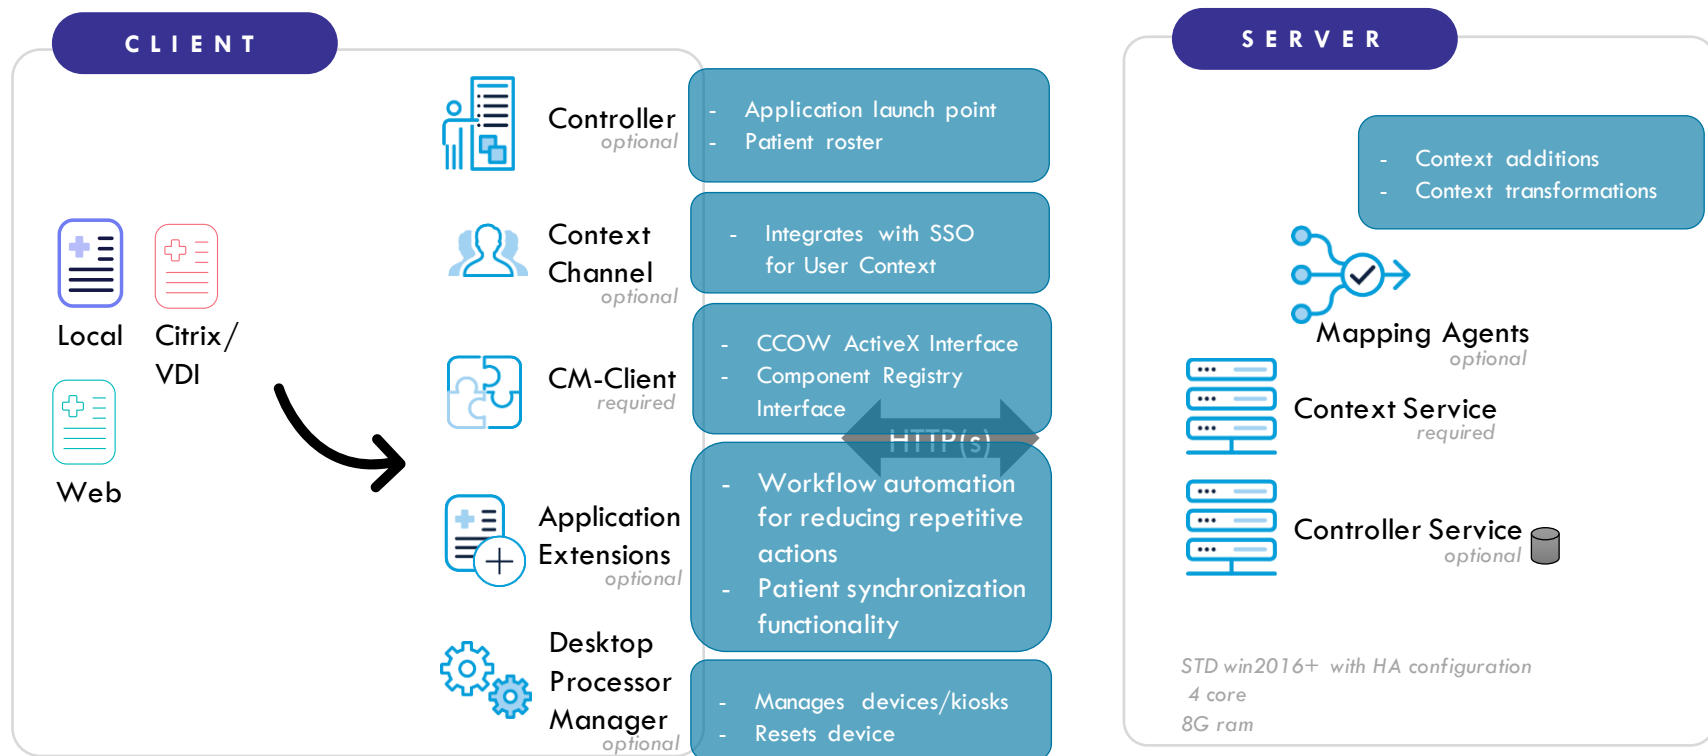 CLIENT
Controller
optional
- Application launch point
- Patient roster
Context
Channel
optional
- Integrates with SSO
for User Context
Local
Citrix/
VDI
Web
CM-Client
required
- CCOW ActiveX Interface
- Component Registry
Interface
HTTP(s)
Application
Extensions
optional
- Workflow automation
for reducing repetitive
actions
- Patient synchronization
functionality
Desktop
Processor
Manager
optional
- Manages devices/kiosks
- Resets device
SERVER
- Context additions
- Context transformations
Mapping Agents
optional
Context Service
required
Controller Service
optional
STD win2016+ with HA configuration
4 core
8G ram